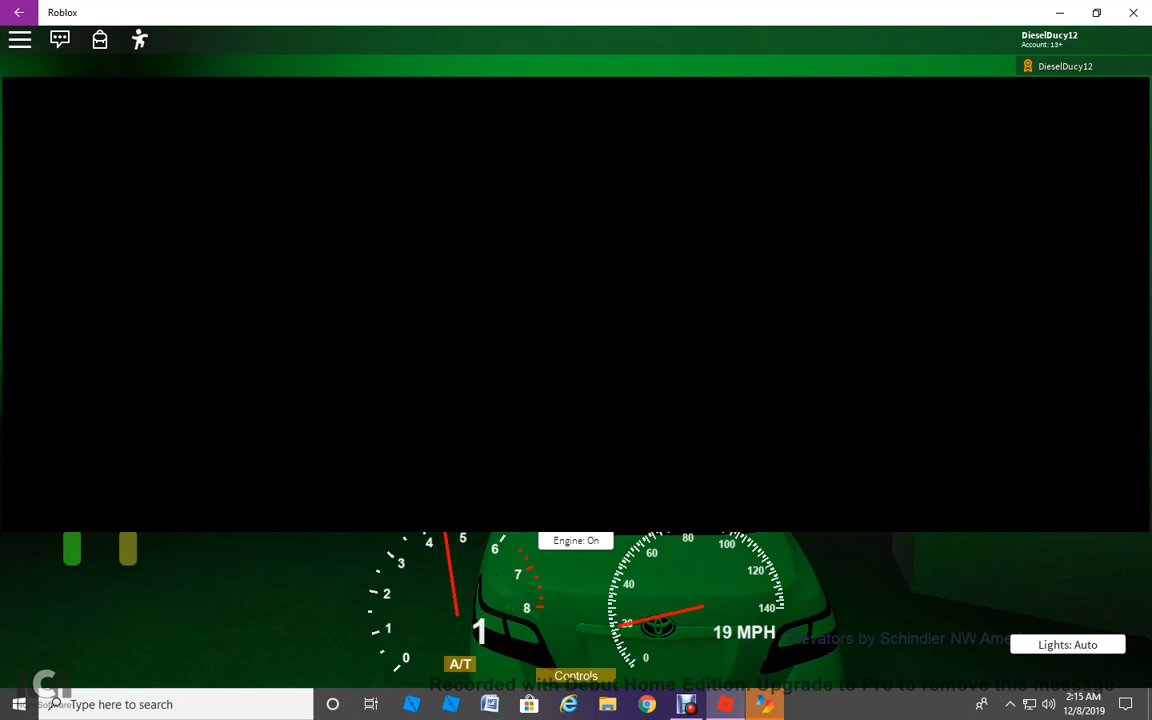 Roblox
DieselDucy12
Account: 13+
DieselDucy12
Engine: On
0 1 2 3 4 5 6 7 8
1
A/T
0 20 40 60 80 100 120 140
19 MPH
Controls
Elevators by Schindler NW Ame
Lights: Auto
Recorded with Debut Home Edition. Upgrade to Pro to remove this message
Type here to search
2:15 AM
12/8/2019